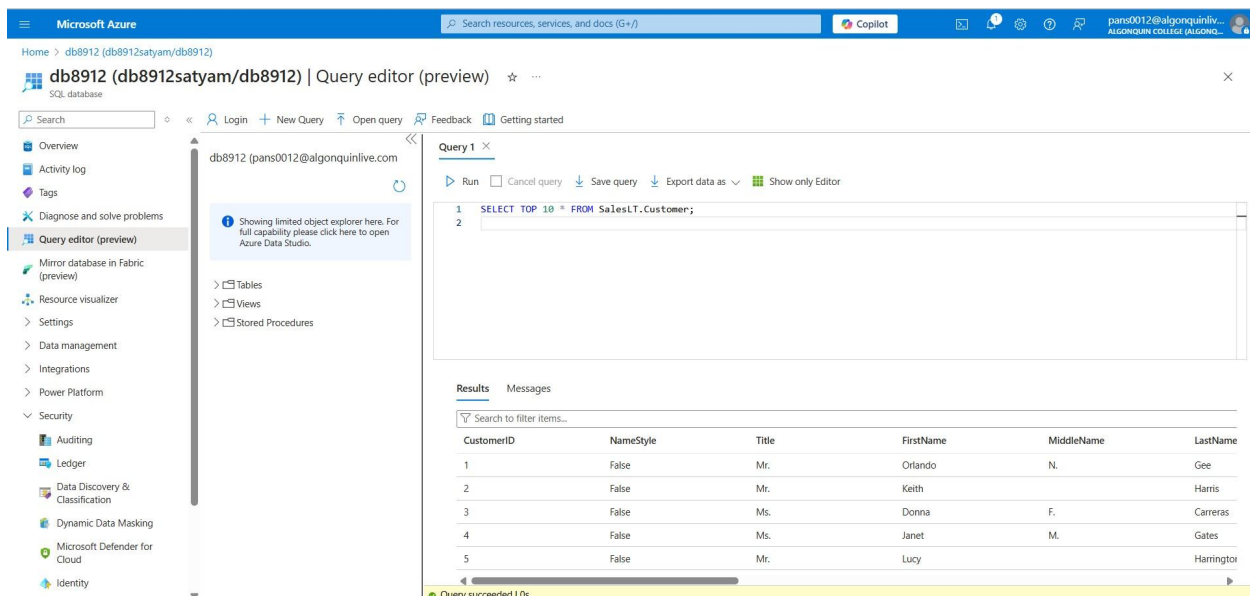 Microsoft Azure
Search resources, services, and docs (G+/)
Copilot
1
pans0012@algonquinliv...
ALGONQUIN COLLEGE (ALGONQ...
Home > db8912 (db8912satyam/db8912)
db8912 (db8912satyam/db8912) | Query editor (preview)
SQL database
Search
Login
New Query
Open query
Feedback
Getting started
Overview
Activity log
Tags
Diagnose and solve problems
Query editor (preview)
Mirror database in Fabric
(preview)
Resource visualizer
Settings
Data management
Integrations
Power Platform
Security
Auditing
Ledger
Data Discovery &
Classification
Dynamic Data Masking
Microsoft Defender for
Cloud
Identity
db8912 (pans0012@algonquinlive.com
Showing limited object explorer here. For
full capability please click here to open
Azure Data Studio.
Tables
Views
Stored Procedures
Query 1
Run
Cancel query
Save query
Export data as
Show only Editor
1 SELECT TOP 10 * FROM SalesLT.Customer;
2
Results Messages
Search to filter items...
CustomerID NameStyle Title FirstName MiddleName LastName
1 False Mr. Orlando N. Gee
2 False Mr. Keith Harris
3 False Ms. Donna F. Carreras
4 False Ms. Janet M. Gates
5 False Mr. Lucy Harrington
Query succeeded | 0s